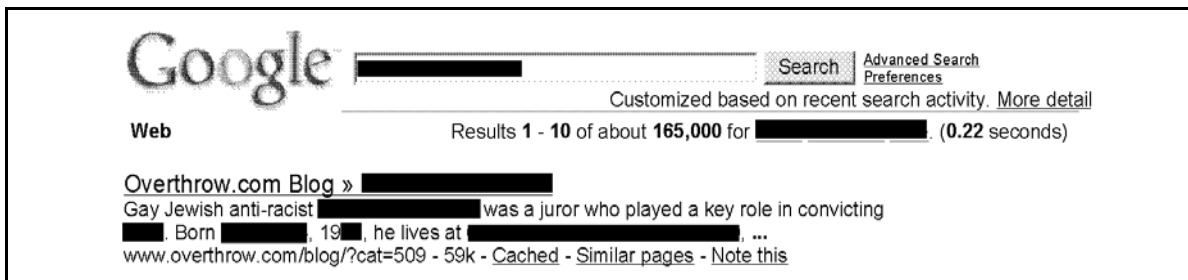 Google Search Advanced Search
Preferences
Customized based on recent search activity. More detail
Web Results 1 - 10 of about 165,000 for . (0.22 seconds)
Overthrow.com Blog »
Gay Jewish anti-racist was a juror who played a key role in convicting
. Born , 19 , he lives at , ...
www.overthrow.com/blog/?cat=509 - 59k - Cached - Similar pages - Note this